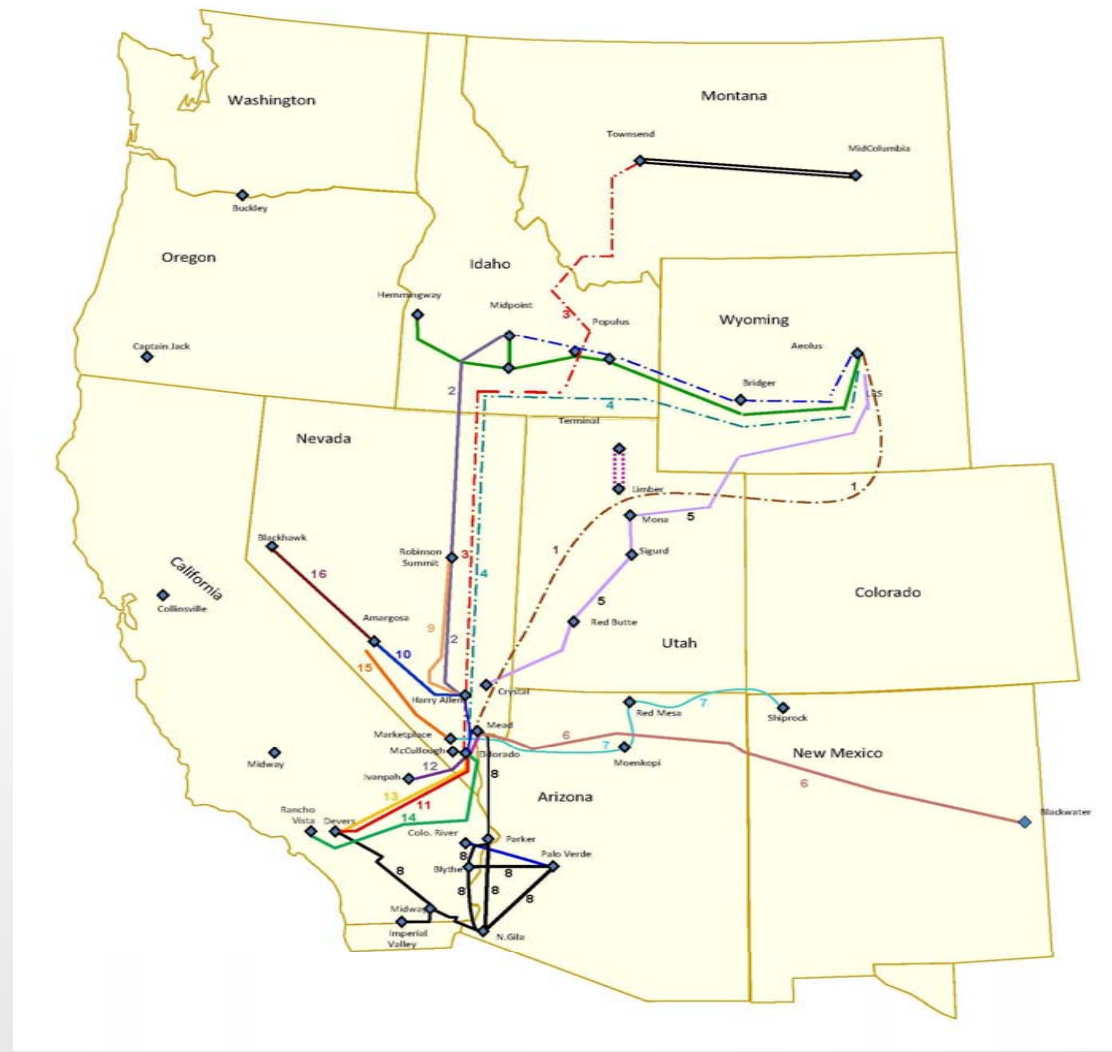 Washington
Montana
Townsend
MidColumbia
Buckley
Oregon
Idaho
Hemmingway
Midpoint
3
Populus
Wyoming
Captain Jack
Aeolus
Bridger
2
4
Terminal
Nevada
Limber
1
Mona
5
Blackhawk
Robinson
Summit
3
1
Sigurd
California
16
4
Collinsville
Colorado
5
Amargosa
9
Red Butte
2
Utah
10
15
Harry Allen
Crystal
7
Red Mesa
Shiprock
Marketplace
Mead
6
McCullough
Eldorado
7
Moenkopi
New Mexico
Midway
12
Ivanpah
8
6
13
Arizona
11
Rancho
Vista
Devers
14
Colo. River
Parker
Blackwater
Palo Verde
8
8
Blythe
8
8
8
8
Midway
Imperial
Valley
N.Gila